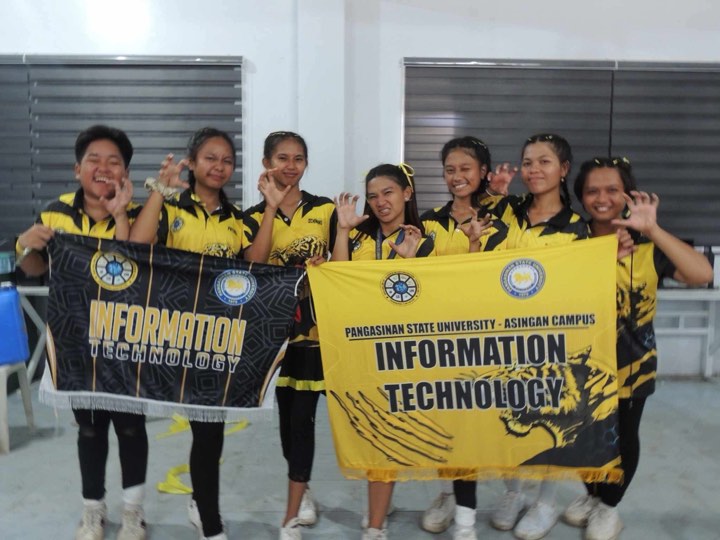 INFORMATION
TECHNOLOGY
PANGASINAN STATE UNIVERSITY - ASINGAN CAMPUS
INFORMATION
TECHNOLOGY